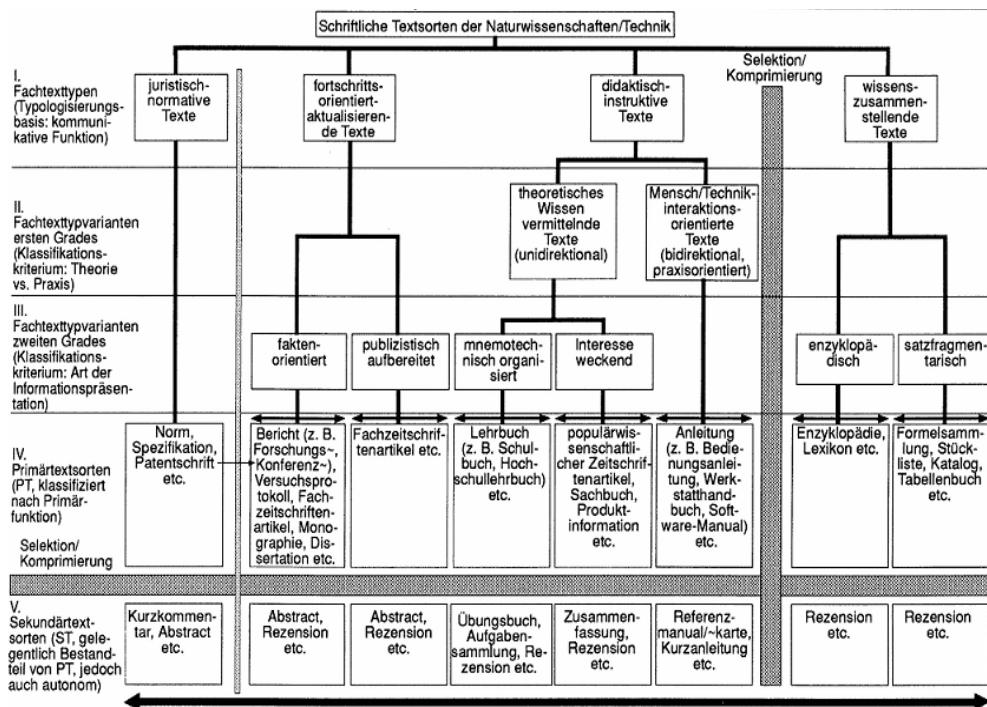 Schriftliche Textsorten der Naturwissenschaften/Technik
Selektion/
Komprimierung
I.
Fachtexttypen
(Typologisierungs-
basis: kommuni-
kative Funktion)
juristisch-
normative
Texte
fortschritts-
orientiert-
aktualisieren-
de Texte
didaktisch-
instruktive
Texte
wissens-
zusammen-
stellende
Texte
II.
Fachtexttypvarianten
ersten Grades
(Klassifikations-
kriterium: Theorie
vs. Praxis)
theoretisches
Wissen
vermittelnde
Texte
(unidirektional)
Mensch/Technik-
interaktions-
orientierte
Texte
(bidirektional,
praxisorientiert)
III.
Fachtexttypvarianten
zweiten Grades
(Klassifikations-
kriterium: Art der
Informationspräsen-
tation)
fakten-
orientiert
publizistisch
aufbereitet
mnemotech-
nisch organi-
siert
Interesse
weckend
enzyklopä-
disch
satzfragmen-
tarisch
IV.
Primärtextsorten
(PT, klassifiziert
nach Primär-
funktion)
Norm,
Spezifikation,
Patentschrift
etc.
Bericht (z. B.
Forschungs~,
Konferenz~),
Versuchspro-
tokoll, Fach-
zeitschriften-
artikel, Mono-
graphie, Dis-
sertation etc.
Fachzeitschrif-
tenartikel etc.
Lehrbuch
(z. B. Schul-
buch, Hoch-
schullehrbuch)
etc.
populärwis-
senschaftli-
cher Zeitschrif-
tenartikel,
Sachbuch,
Produkt-
information
etc.
Anleitung
(z. B. Bedie-
nungsanlei-
tung, Werk-
statthand-
buch, Soft-
ware-Manual)
etc.
Enzyklopädie,
Lexikon etc.
Formelsamm-
lung, Stück-
liste, Katalog,
Tabellenbuch
etc.
Selektion/
Komprimierung
V.
Sekundärtext-
sorten (ST, gele-
gentlich Bestand-
teil von PT, jedoch
auch autonom)
Kurzkommen-
tar, Abstract
etc.
Abstract,
Rezension
etc.
Abstract,
Rezension
etc.
Übungsbuch,
Aufgaben-
sammlung, Re-
zension etc.
Zusammen-
fassung,
Rezension
etc.
Referenz-
manual/~karte,
Kurzanleitung
etc.
Rezension
etc.
Rezension
etc.